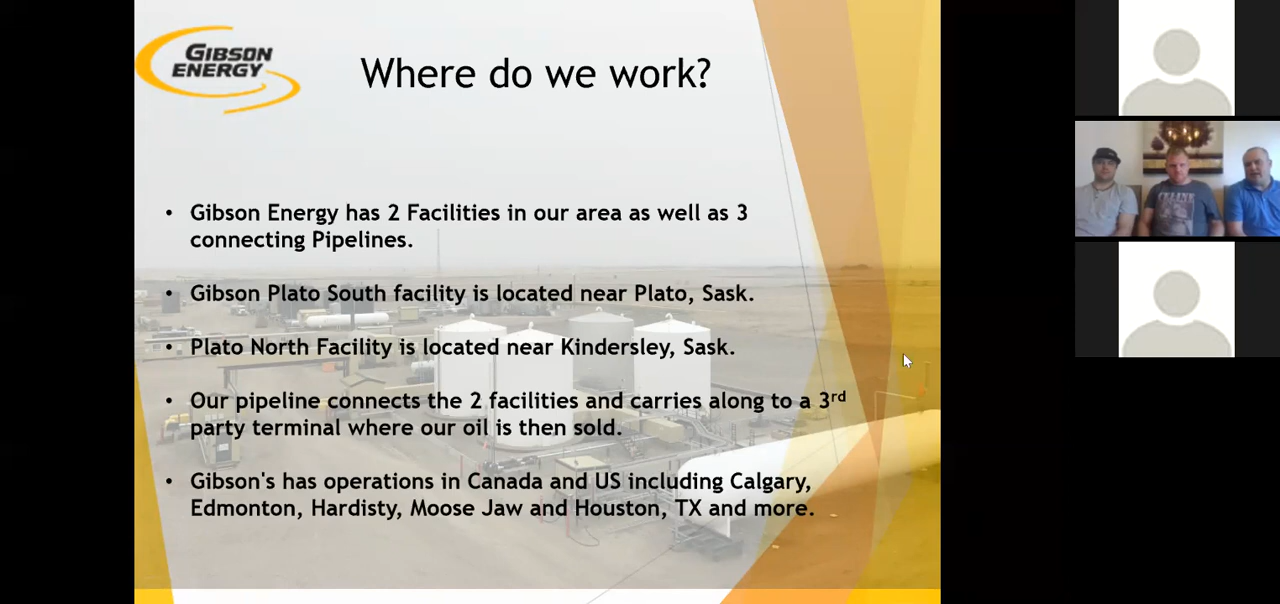 GIBSON
ENERGY
Where do we work?
• Gibson Energy has 2 Facilities in our area as well as 3
connecting Pipelines.
• Gibson Plato South facility is located near Plato, Sask.
• Plato North Facility is located near Kindersley, Sask.
• Our pipeline connects the 2 facilities and carries along to a 3rd
party terminal where our oil is then sold.
• Gibson's has operations in Canada and US including Calgary,
Edmonton, Hardisty, Moose Jaw and Houston, TX and more.